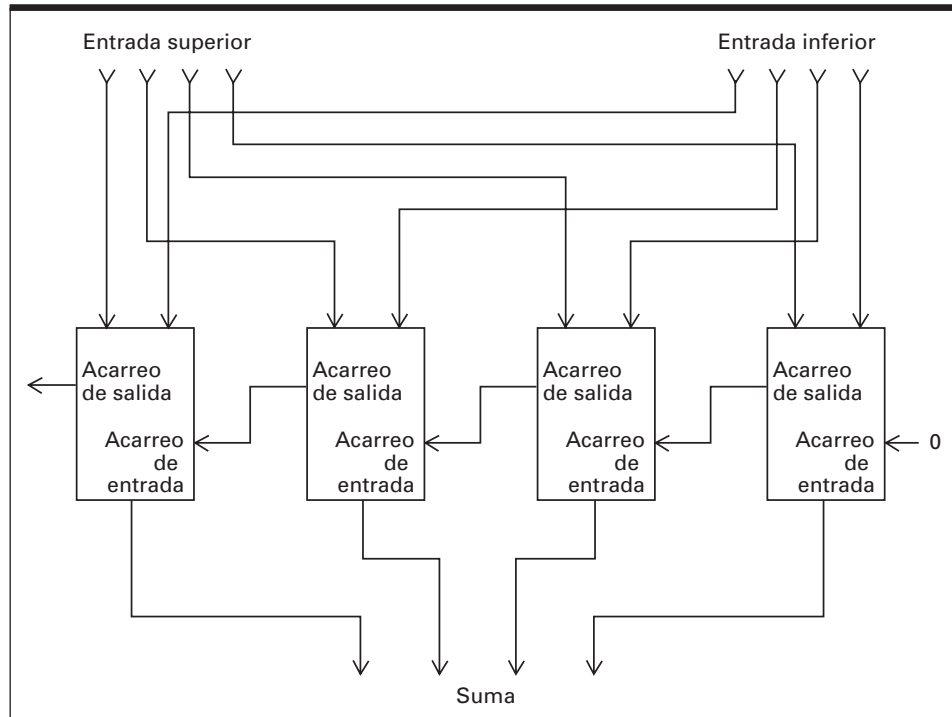 Entrada superior
Entrada inferior
Acarreo
de salida
Acarreo
de
entrada
Acarreo
de salida
Acarreo
de
entrada
Acarreo
de salida
Acarreo
de
entrada
Acarreo
de salida
Acarreo
de
entrada
0
Suma